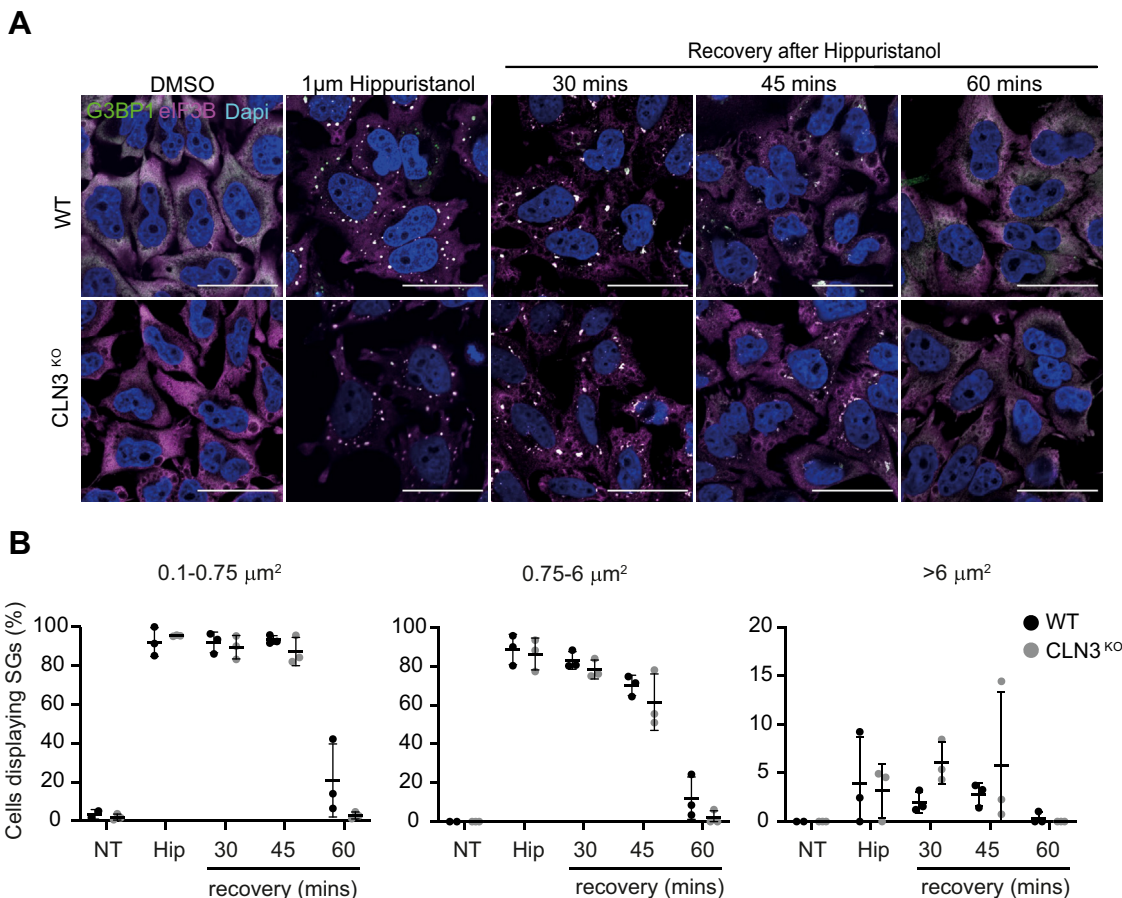 A
Recovery after Hippuristanol
DMSO 1µm Hippuristanol 30 mins 45 mins 60 mins
G3BP1 eIF3B Dapi
WT
CLN3 KO
B
0.1-0.75 µm² 0.75-6 µm² >6 µm²
Cells displaying SGs (%)
100 80 60 40 20 0
100 80 60 40 20 0
20 15 10 5 0
WT
CLN3 KO
NT Hip 30 45 60 NT Hip 30 45 60 NT Hip 30 45 60
recovery (mins) recovery (mins) recovery (mins)